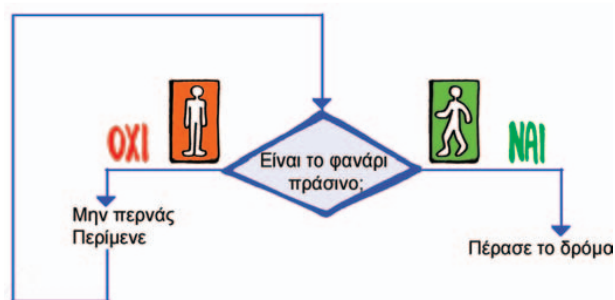 ΟΧΙ
ΝΑΙ
Είναι το φανάρι
πράσινο;
Μην περνάς
Περίμενε
Πέρασε το δρόμο